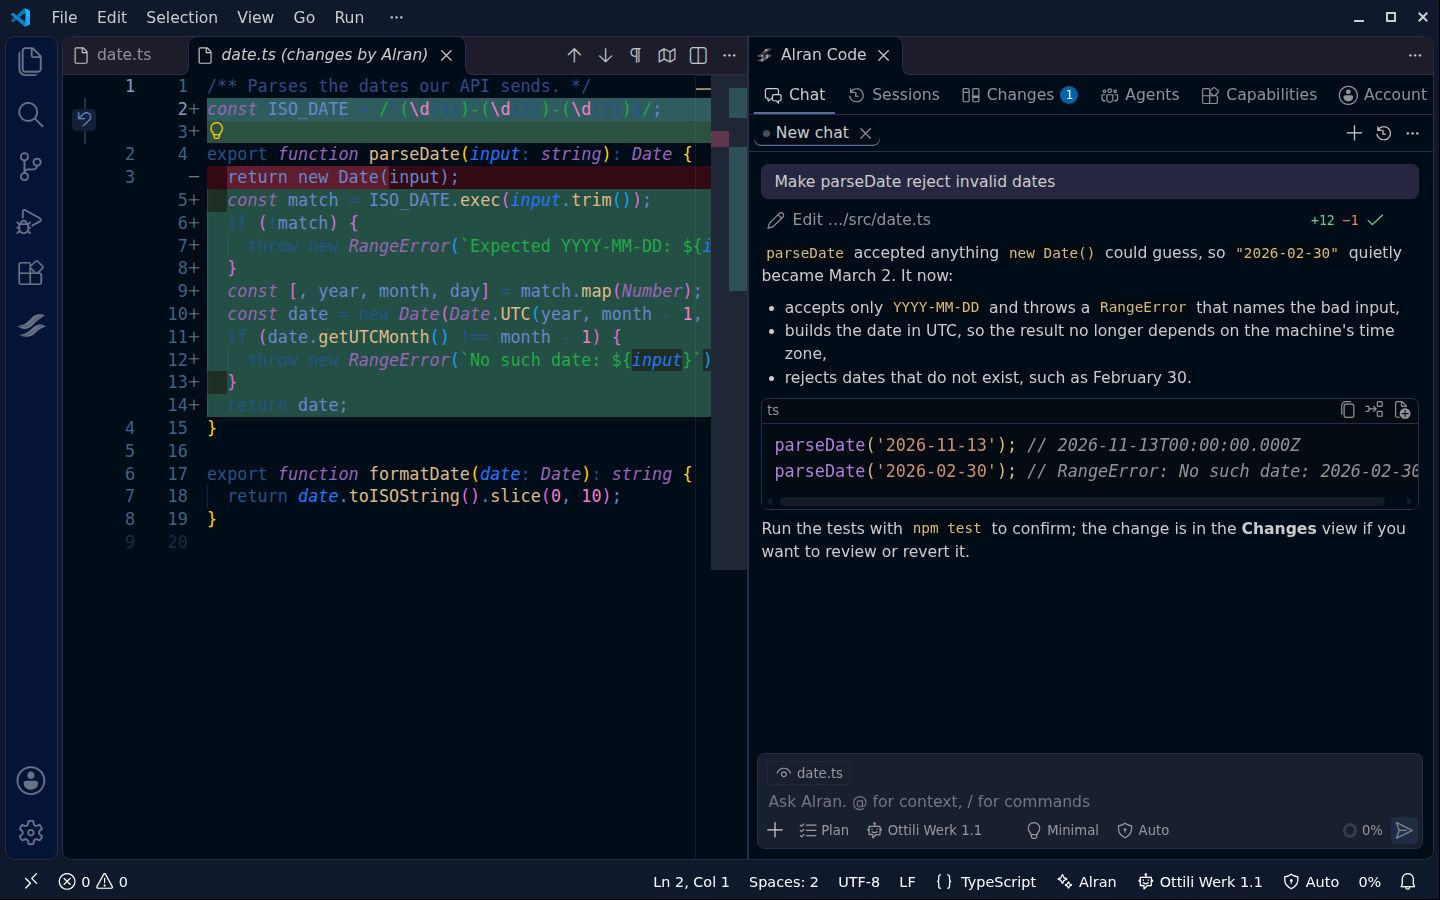 File Edit Selection View Go Run ···
date.ts
date.ts (changes by Alran)
Alran Code
1 1 /** Parses the dates our API sends. */
2+ const ISO_DATE = /^(\d{4})-(\d{2})-(\d{2})$/;
3+
2 4 export function parseDate(input: string): Date {
3 − return new Date(input);
5+ const match = ISO_DATE.exec(input.trim());
6+ if (!match) {
7+ throw new RangeError(`Expected YYYY-MM-DD: ${i
8+ }
9+ const [, year, month, day] = match.map(Number);
10+ const date = new Date(Date.UTC(year, month - 1,
11+ if (date.getUTCMonth() !== month - 1) {
12+ throw new RangeError(`No such date: ${input}`)
13+ }
14+ return date;
4 15 }
5 16
6 17 export function formatDate(date: Date): string {
7 18 return date.toISOString().slice(0, 10);
8 19 }
9 20
Chat Sessions Changes 1 Agents Capabilities Account
New chat
Make parseDate reject invalid dates
Edit …/src/date.ts +12 −1
parseDate accepted anything new Date() could guess, so "2026-02-30" quietly
became March 2. It now:
• accepts only YYYY-MM-DD and throws a RangeError that names the bad input,
• builds the date in UTC, so the result no longer depends on the machine's time
zone,
• rejects dates that do not exist, such as February 30.
ts
parseDate('2026-11-13'); // 2026-11-13T00:00:00.000Z
parseDate('2026-02-30'); // RangeError: No such date: 2026-02-30
Run the tests with npm test to confirm; the change is in the Changes view if you
want to review or revert it.
date.ts
Ask Alran. @ for context, / for commands
Plan Ottili Werk 1.1 Minimal Auto 0%
0 0 Ln 2, Col 1 Spaces: 2 UTF-8 LF { } TypeScript Alran Ottili Werk 1.1 Auto 0%